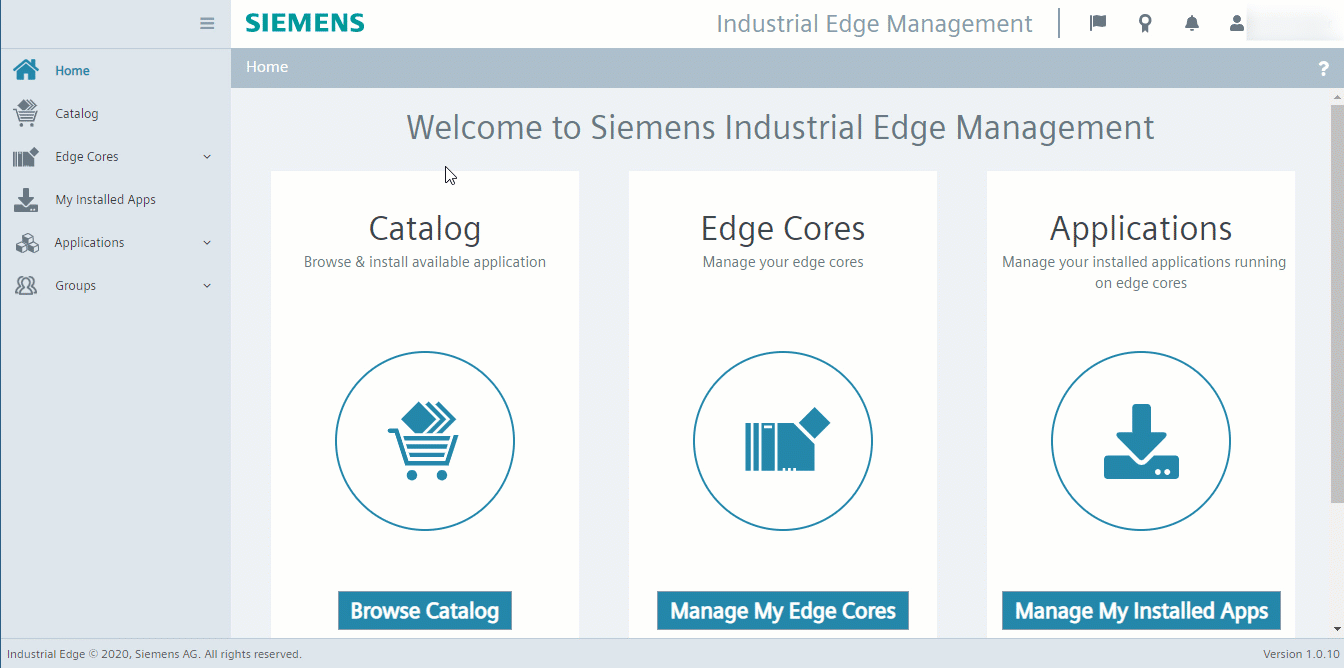 SIEMENS
Industrial Edge Management
Home
?
Home
Catalog
Edge Cores
My Installed Apps
Applications
Groups
Welcome to Siemens Industrial Edge Management
Catalog
Browse & install available application
Browse Catalog
Edge Cores
Manage your edge cores
Manage My Edge Cores
Applications
Manage your installed applications running
on edge cores
Manage My Installed Apps
Industrial Edge © 2020, Siemens AG. All rights reserved.
Version 1.0.10